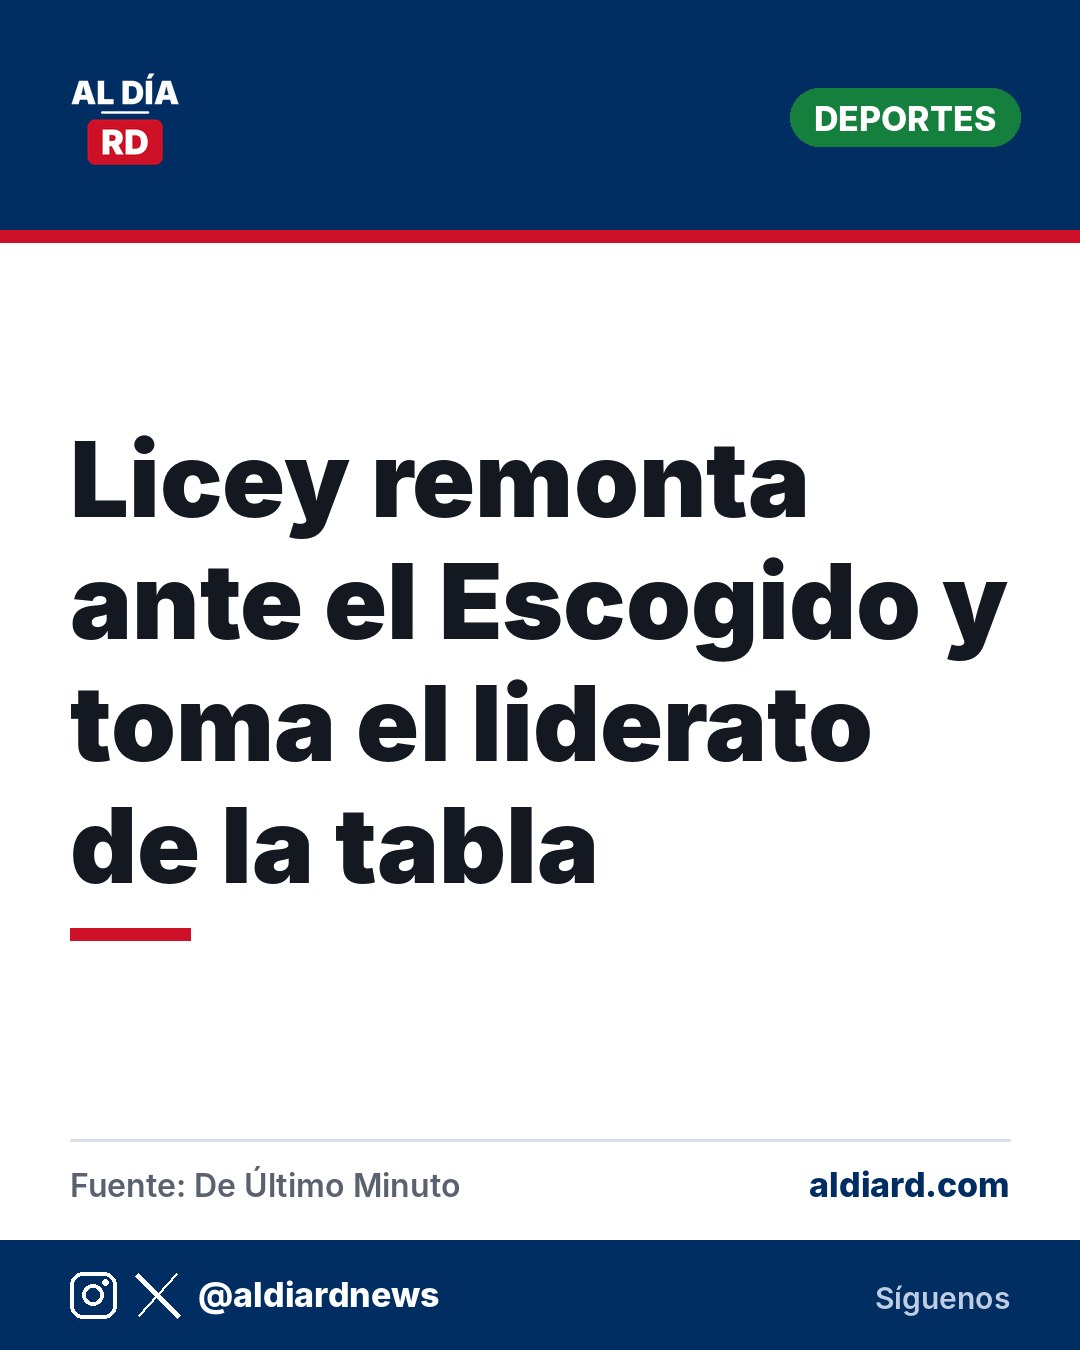 AL DÍA
RD
DEPORTES
Licey remonta
ante el Escogido y
toma el liderato
de la tabla
Fuente: De Último Minuto
aldiard.com
@aldiardnews
Síguenos